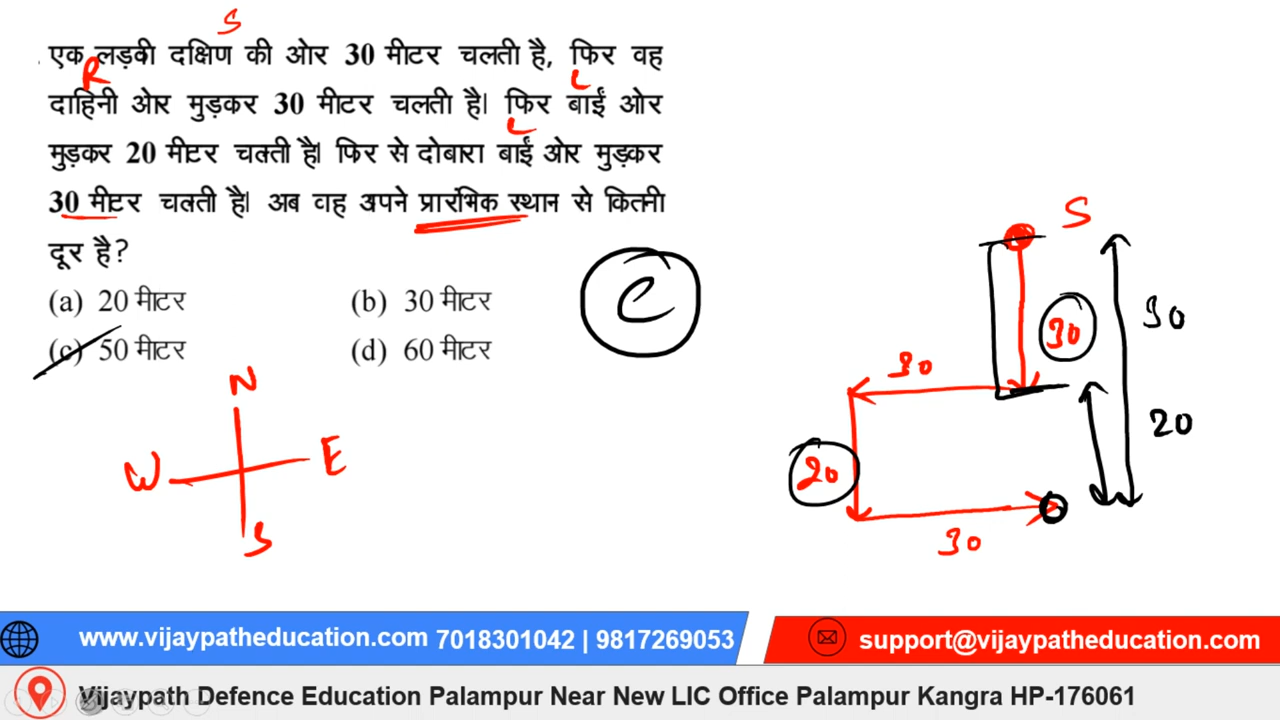 S
एक लड़की दक्षिण की ओर 30 मीटर चलती है, फिर वह
R L
दाहिनी ओर मुड़कर 30 मीटर चलती है। फिर बाईं ओर
L
मुड़कर 20 मीटर चलती है। फिर से दोबारा बाईं ओर मुड़कर
30 मीटर चलती है। अब वह अपने प्रारंभिक स्थान से कितनी
दूर है?
(a) 20 मीटर (b) 30 मीटर
(c) 50 मीटर (d) 60 मीटर
C
N
W E
S
S
30 30
30
20
20
30
www.vijaypatheducation.com 7018301042 | 9817269053
support@vijaypatheducation.com
Vijaypath Defence Education Palampur Near New LIC Office Palampur Kangra HP-176061